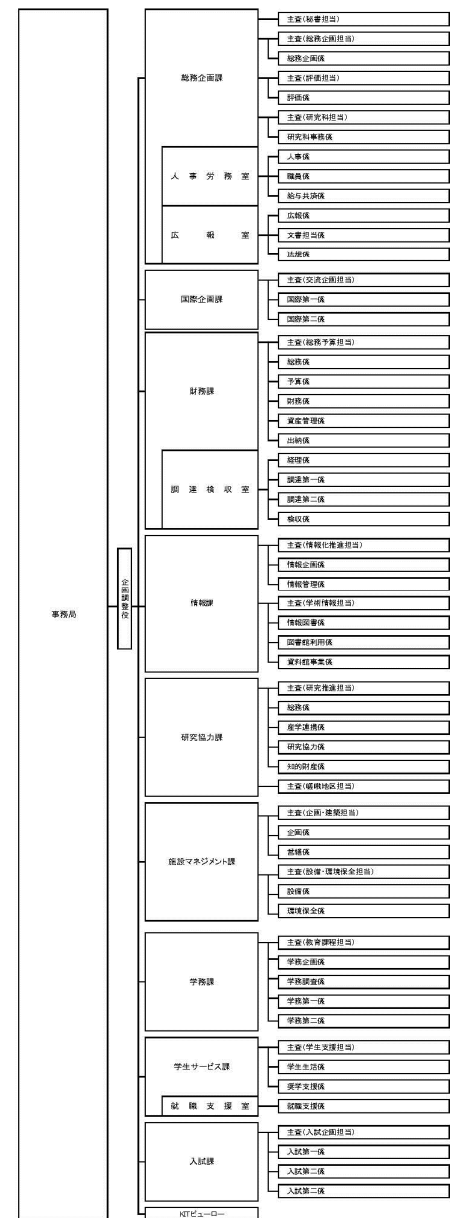 事務局
企画調整役
総務企画課
主査(秘書担当)
主査(総務企画担当)
総務企画係
主査(評価担当)
評価係
主査(研究科担当)
研究科事務係
人事労務室
人事係
職員係
給与共済係
広報室
広報係
文書担当係
法規係
国際企画課
主査(交流企画担当)
国際第一係
国際第二係
財務課
主査(総務予算担当)
総務係
予算係
財務係
資産管理係
出納係
調達検収室
経理係
調達第一係
調達第二係
検収係
情報課
主査(情報化推進担当)
情報企画係
情報管理係
主査(学術情報担当)
情報図書係
図書館利用係
資料館事業係
研究協力課
主査(研究推進担当)
総務係
産学連携係
研究協力係
知的財産係
主査(嵯峨地区担当)
施設マネジメント課
主査(企画・建築担当)
企画係
営繕係
主査(設備・環境保全担当)
設備係
環境保全係
学務課
主査(教育課程担当)
学務企画係
学務調査係
学務第一係
学務第二係
学生サービス課
主査(学生支援担当)
学生生活係
奨学支援係
就職支援室
就職支援係
入試課
主査(入試企画担当)
入試第一係
入試第二係
入試第二係
KITビューロー